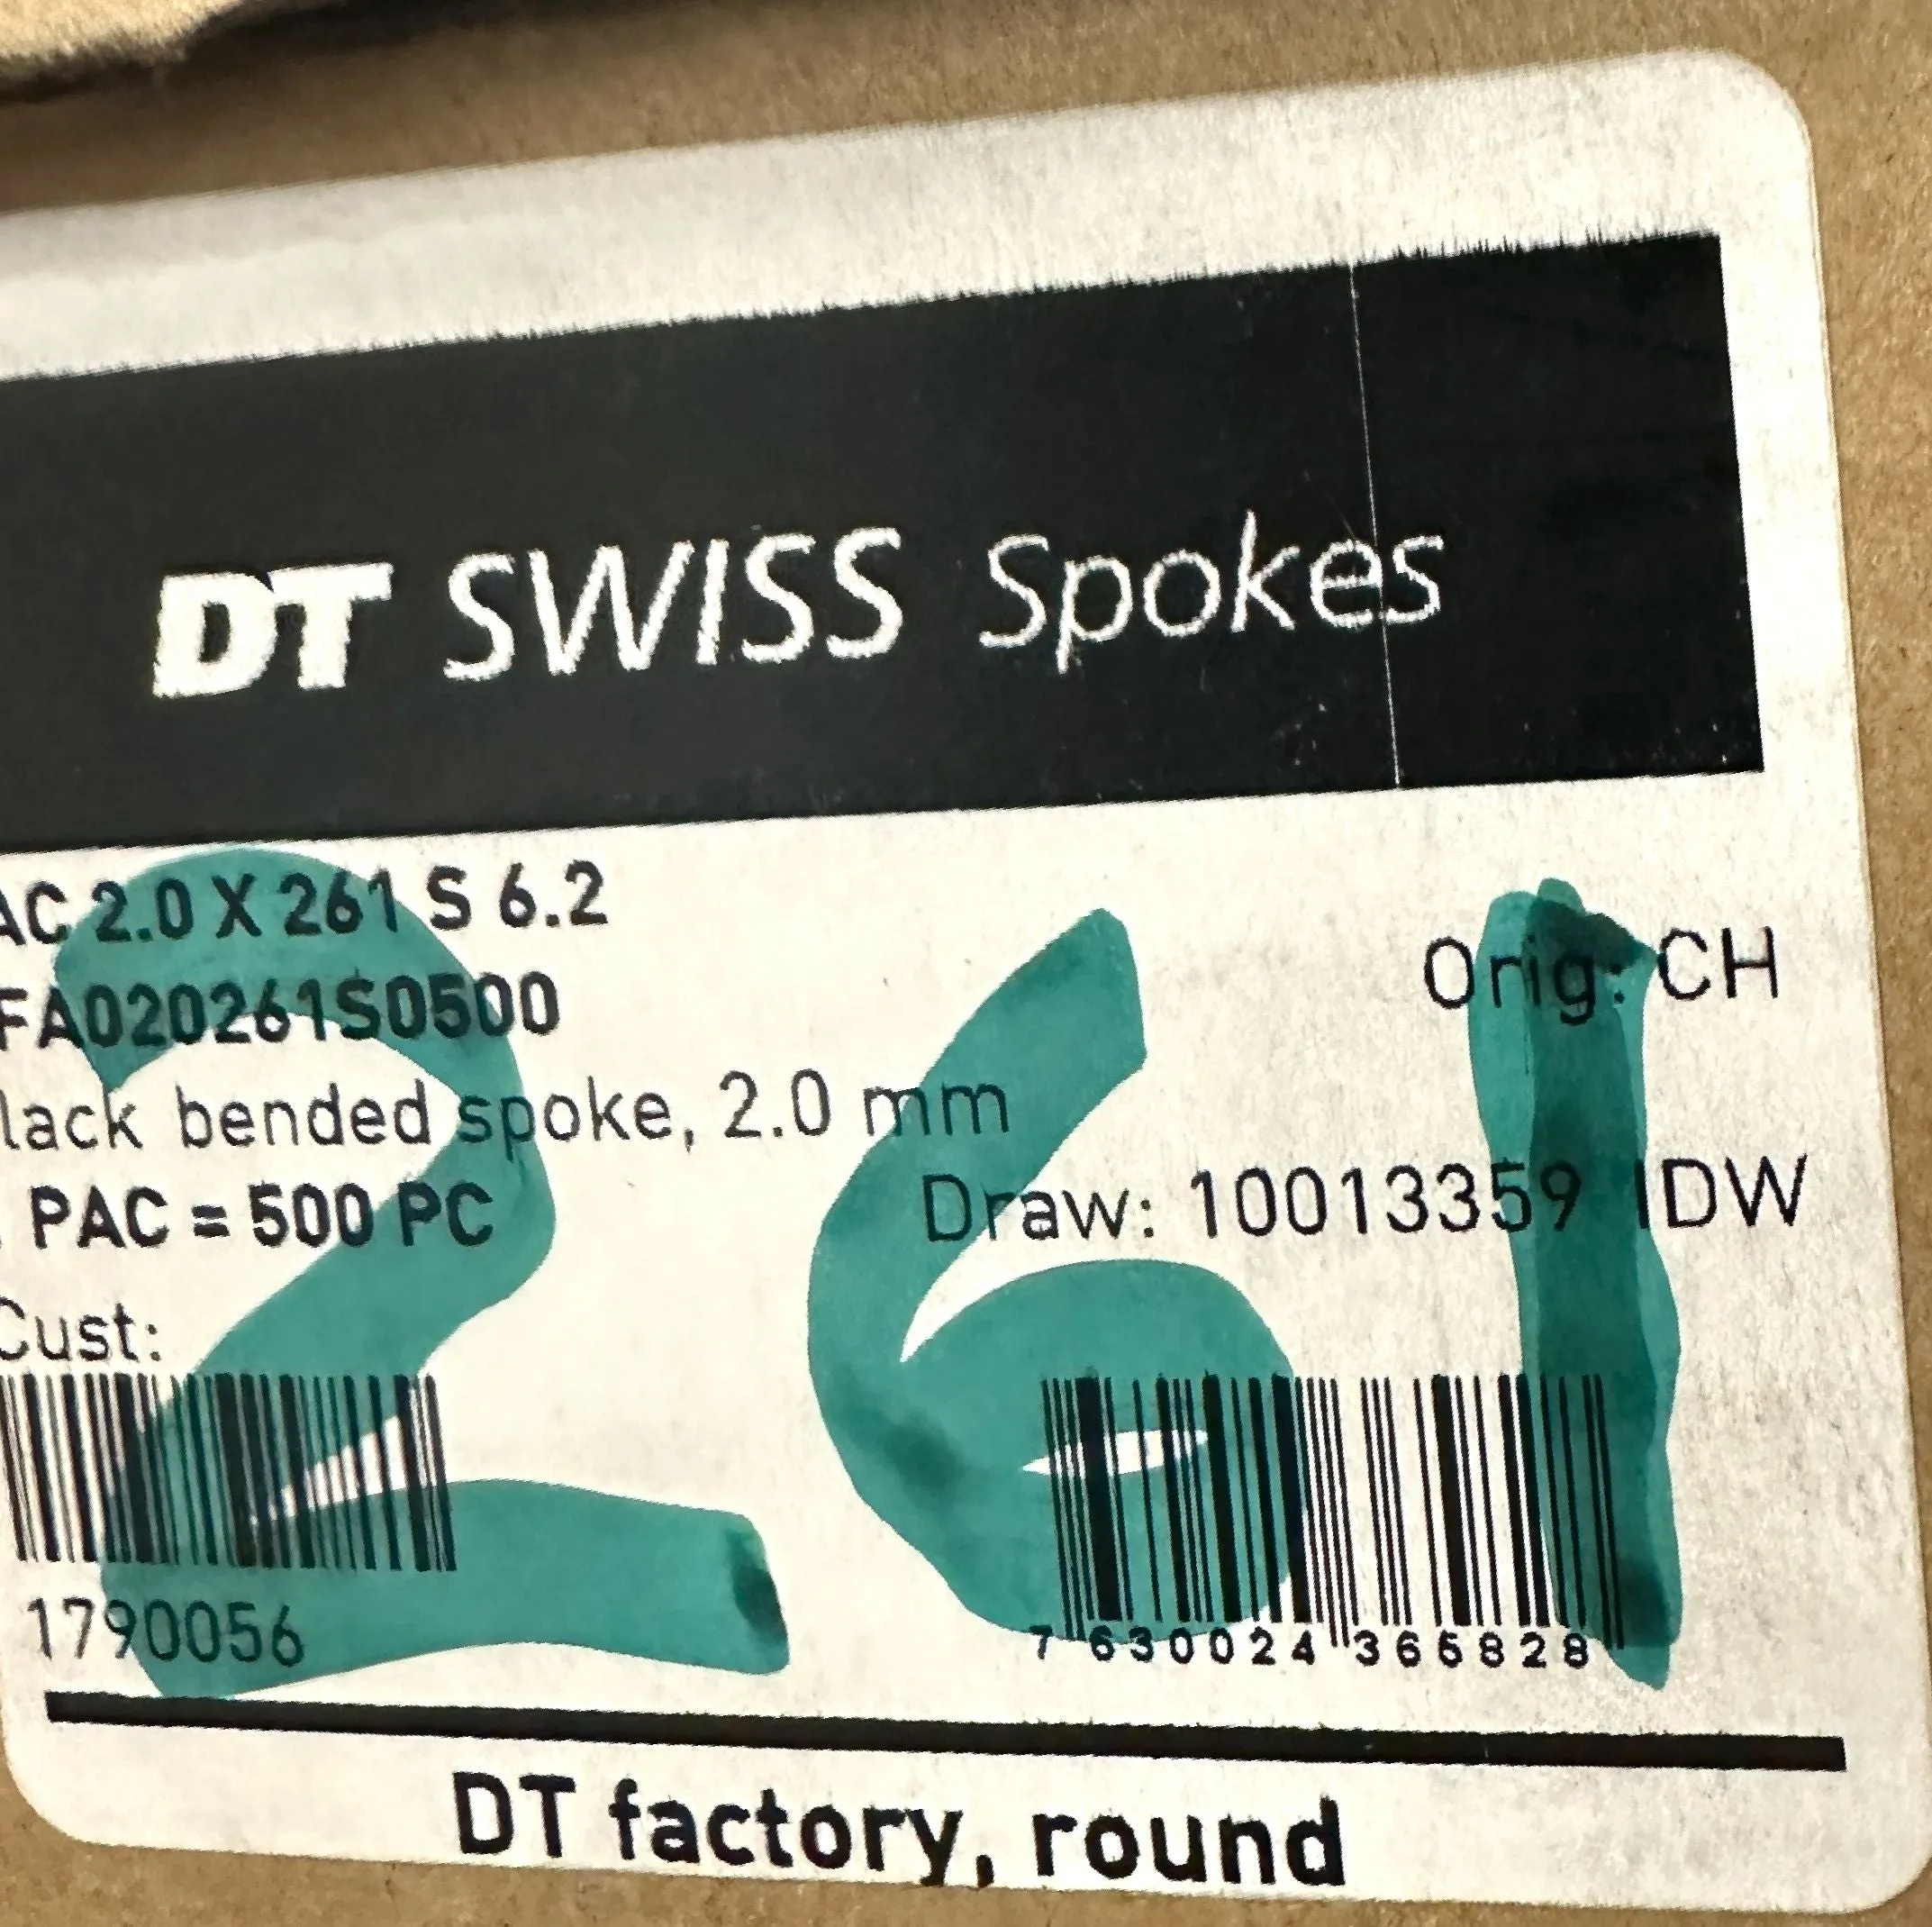 DT SWISS Spokes
AC 2.0 X 261 S 6.2
Orig: CH
FA020261S0500
lack bended spoke, 2.0 mm
PAC = 500 PC
Draw: 10013359 IDW
Cust:
1790056
7 630024 365828
DT factory, round
261